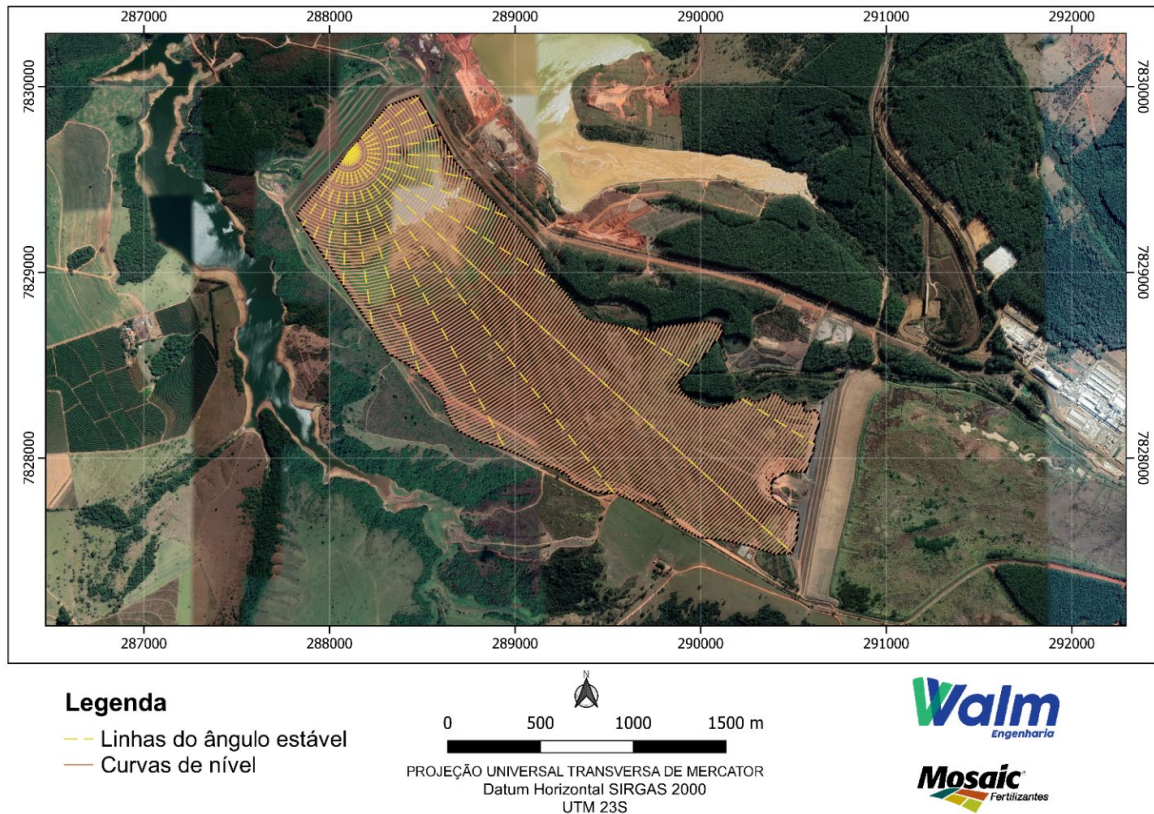 287000 288000 289000 290000 291000 292000
7830000 7830000
7829000 7829000
7828000 7828000
287000 288000 289000 290000 291000 292000
Legenda
Linhas do ângulo estável
Curvas de nível
N
0 500 1000 1500 m
PROJEÇÃO UNIVERSAL TRANSVERSA DE MERCATOR
Datum Horizontal SIRGAS 2000
UTM 23S
Walm
Engenharia
Mosaic
Fertilizantes